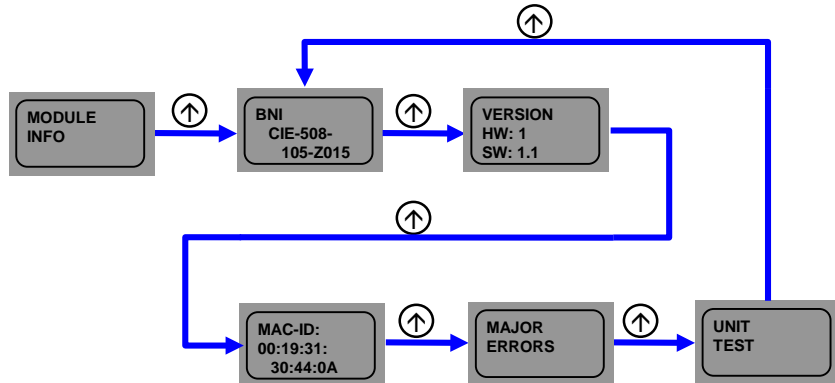 MODULE
INFO
BNI
CIE-508-
105-Z015
VERSION
HW: 1
SW: 1.1
MAC-ID:
00:19:31:
30:44:0A
MAJOR
ERRORS
UNIT
TEST